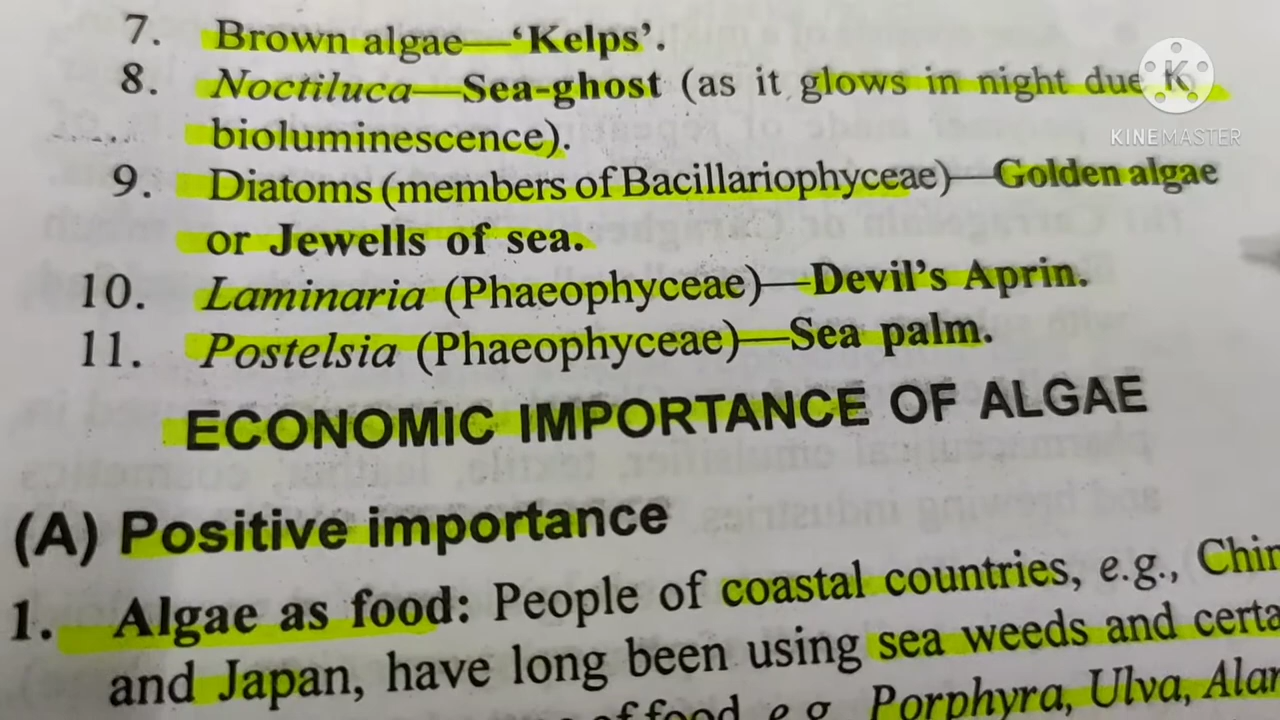 7. Brown algae—‘Kelps’.
8. Noctiluca—Sea-ghost (as it glows in night due
bioluminescence).
9. Diatoms (members of Bacillariophyceae)—Golden algae
or Jewells of sea.
10. Laminaria (Phaeophyceae)—Devil’s Aprin.
11. Postelsia (Phaeophyceae)—Sea palm.
ECONOMIC IMPORTANCE OF ALGAE
(A) Positive importance
1. Algae as food: People of coastal countries, e.g., Chin
and Japan, have long been using sea weeds and certa
of food, e.g. Porphyra, Ulva, Alar
K
KINEMASTER